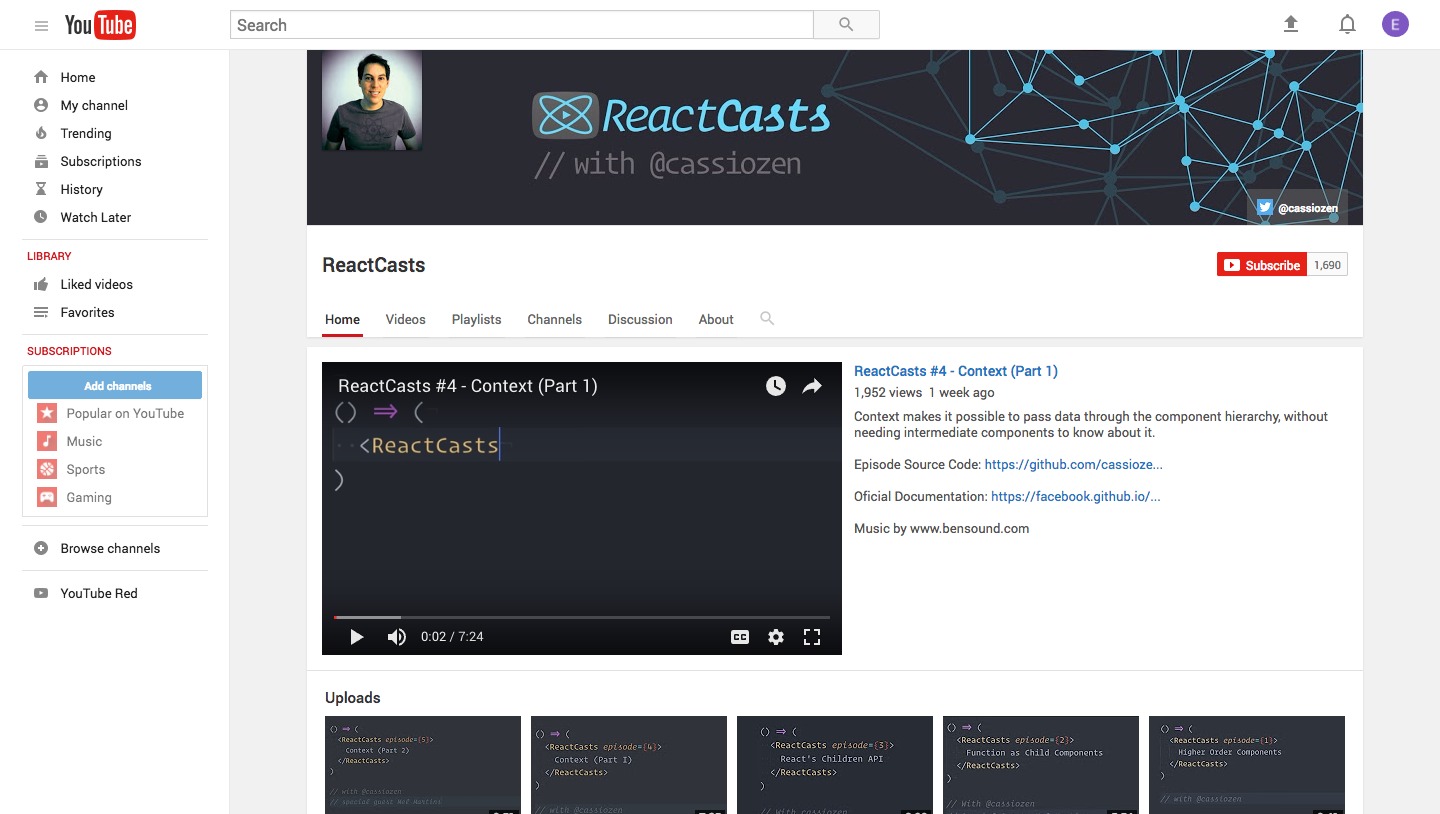 YouTube
Search
E
Home
My channel
Trending
Subscriptions
History
Watch Later
LIBRARY
Liked videos
Favorites
SUBSCRIPTIONS
Add channels
Popular on YouTube
Music
Sports
Gaming
Browse channels
YouTube Red
ReactCasts
// with @cassiozen
@cassiozen
ReactCasts
Subscribe 1,690
Home Videos Playlists Channels Discussion About
ReactCasts #4 - Context (Part 1)
() => (
<ReactCasts
)
0:02 / 7:24
CC
ReactCasts #4 - Context (Part 1)
1,952 views 1 week ago
Context makes it possible to pass data through the component hierarchy, without
needing intermediate components to know about it.
Episode Source Code: https://github.com/cassioze...
Oficial Documentation: https://facebook.github.io/...
Music by www.bensound.com
Uploads
() => (
<ReactCasts episode={5}>
Context (Part 2)
</ReactCasts>
)
// with @cassiozen
// special guest Ned Mastini
() => (
<ReactCasts episode={4}>
Context (Part I)
</ReactCasts>
)
// with @cassiozen
() => (
<ReactCasts episode={3}>
React's Children API
</ReactCasts>
)
// With cassiozen
() => (
<ReactCasts episode={2}>
Function as Child Components
</ReactCasts>
)
// With @cassiozen
() => (
<ReactCasts episode={1}>
Higher Order Components
</ReactCasts>
)
// with @cassiozen